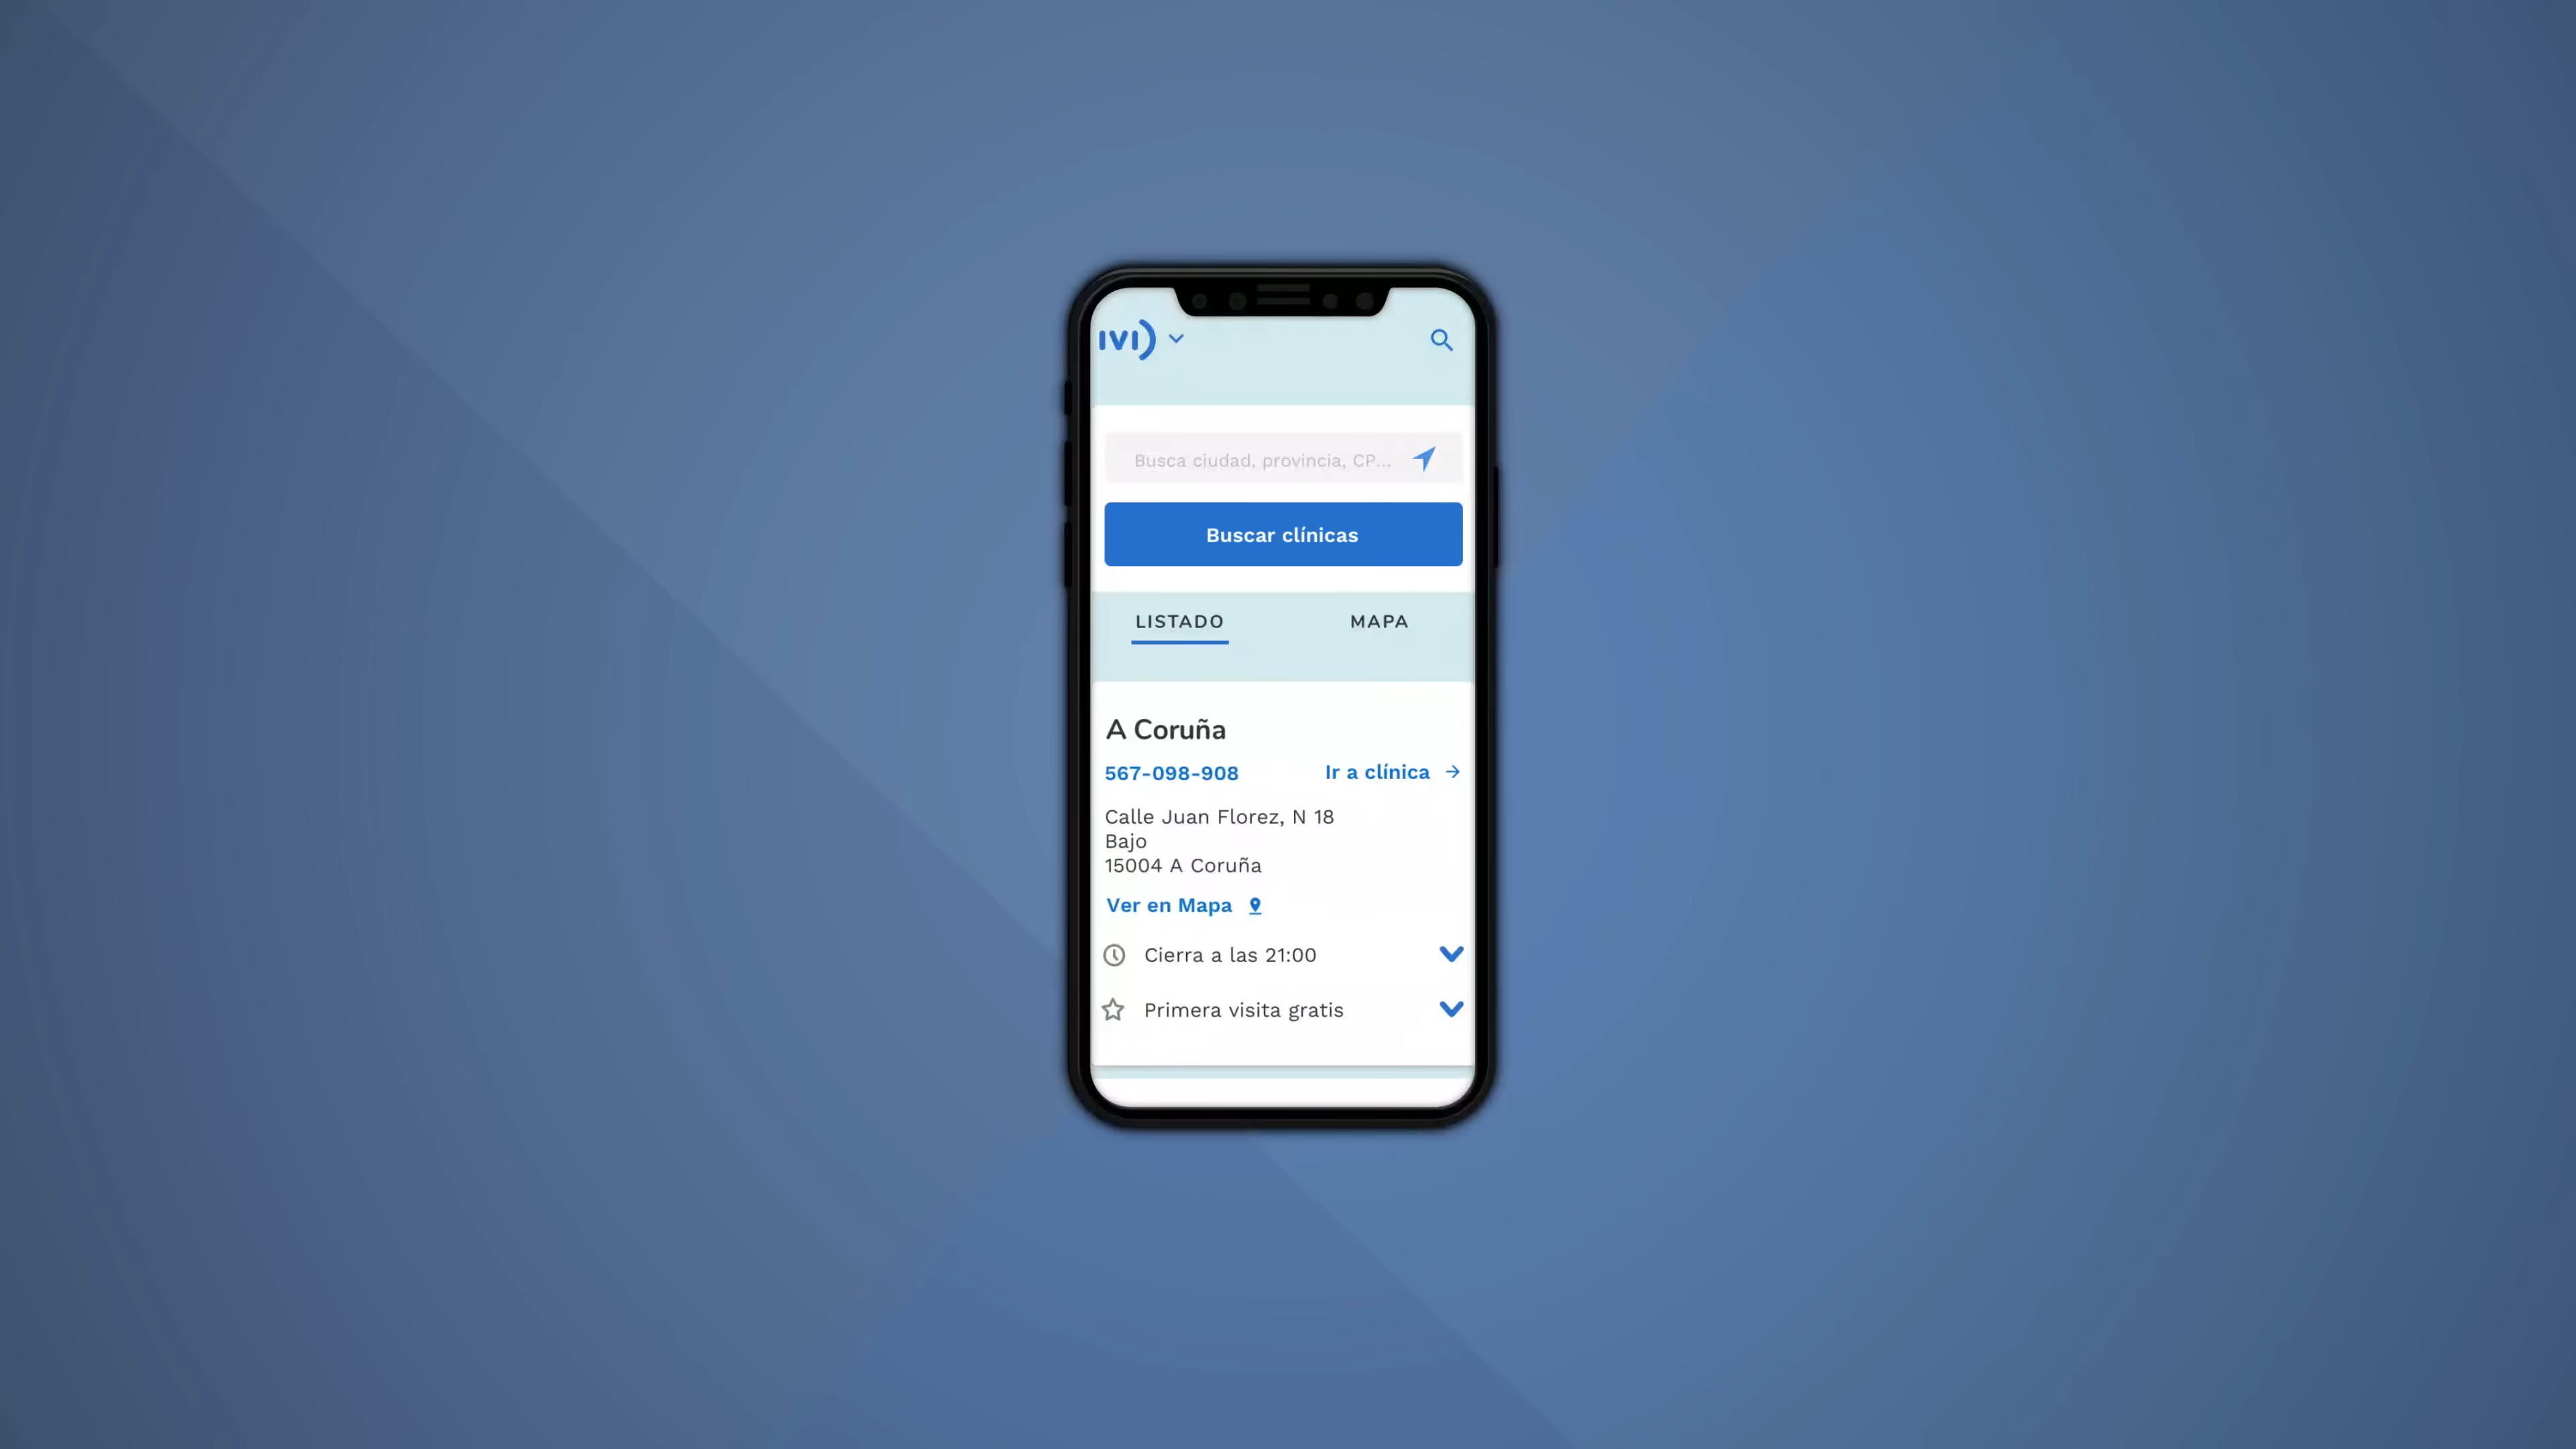 ivi)
Busca ciudad, provincia, CP...
Buscar clínicas
LISTADO MAPA
A Coruña
567-098-908 Ir a clínica →
Calle Juan Florez, N 18
Bajo
15004 A Coruña
Ver en Mapa
Cierra a las 21:00
Primera visita gratis